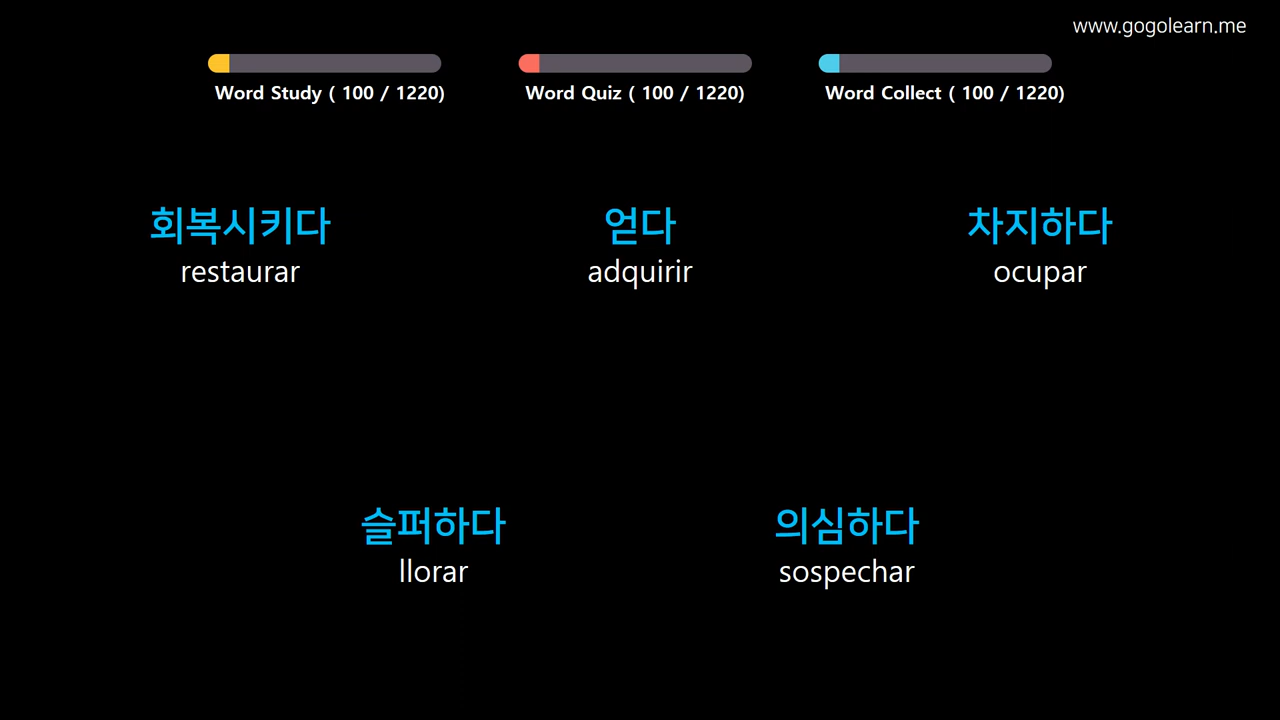 www.gogolearn.me
Word Study ( 100 / 1220)
Word Quiz ( 100 / 1220)
Word Collect ( 100 / 1220)
회복시키다
restaurar
얻다
adquirir
차지하다
ocupar
슬퍼하다
llorar
의심하다
sospechar